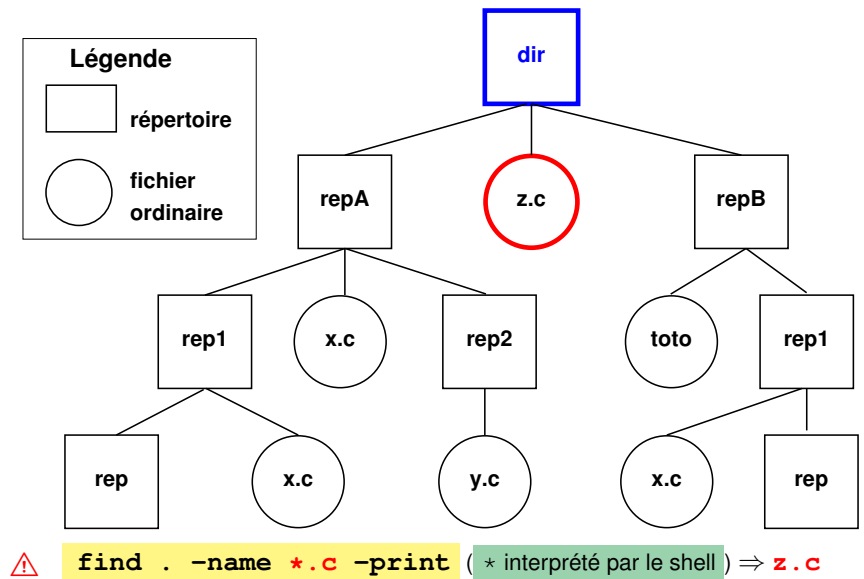 Légende
répertoire
fichier
ordinaire
dir
repA
z.c
repB
rep1
x.c
rep2
toto
rep1
rep
x.c
y.c
x.c
rep
⚠ find . -name *.c -print ( * interprété par le shell ) ⇒ z.c